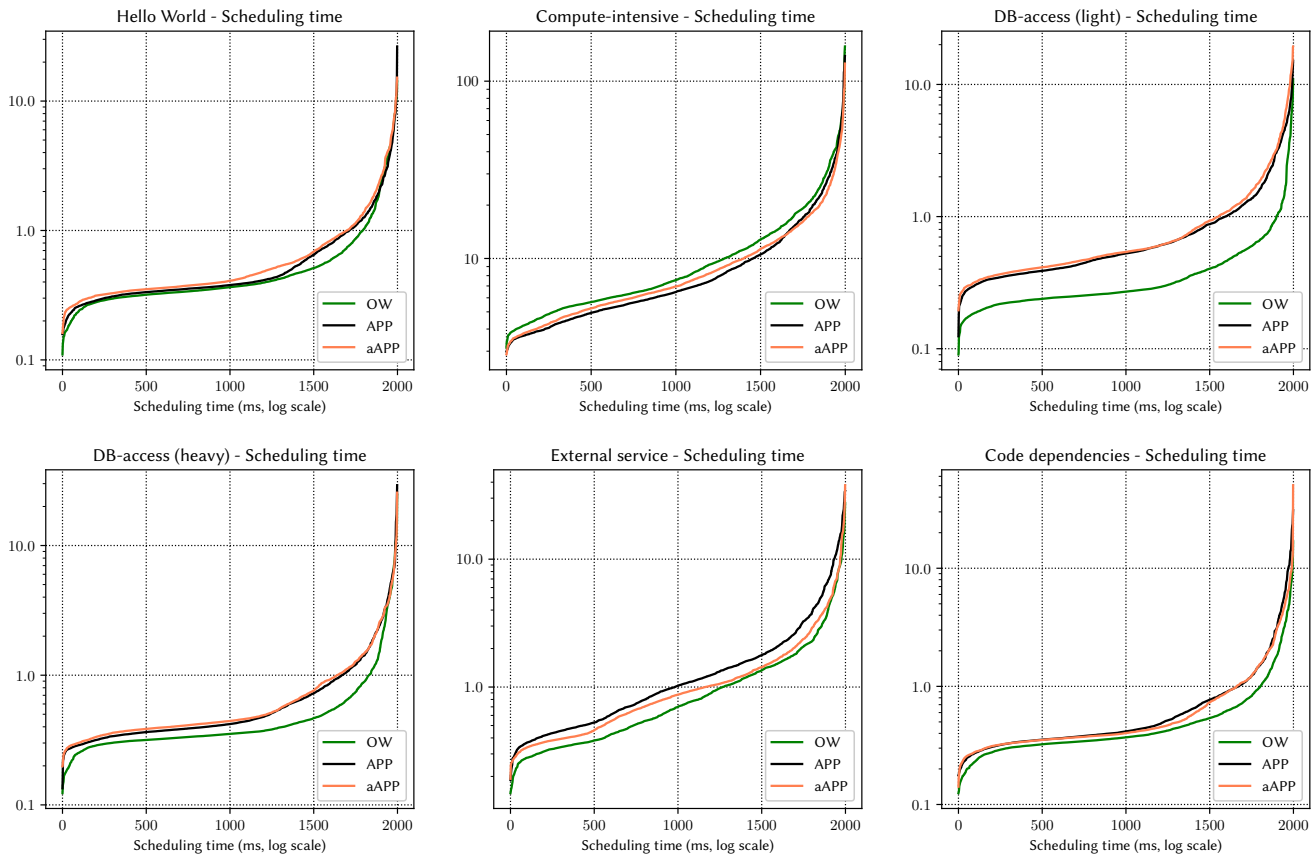 Hello World - Scheduling time
10.0
1.0
0.1
0
500
1000
1500
2000
OW
APP
aAPP
Scheduling time (ms, log scale)
Compute-intensive - Scheduling time
100
10
0
500
1000
1500
2000
OW
APP
aAPP
Scheduling time (ms, log scale)
DB-access (light) - Scheduling time
10.0
1.0
0.1
0
500
1000
1500
2000
OW
APP
aAPP
Scheduling time (ms, log scale)
DB-access (heavy) - Scheduling time
10.0
1.0
0.1
0
500
1000
1500
2000
OW
APP
aAPP
Scheduling time (ms, log scale)
External service - Scheduling time
10.0
1.0
0
500
1000
1500
2000
OW
APP
aAPP
Scheduling time (ms, log scale)
Code dependencies - Scheduling time
10.0
1.0
0.1
0
500
1000
1500
2000
OW
APP
aAPP
Scheduling time (ms, log scale)